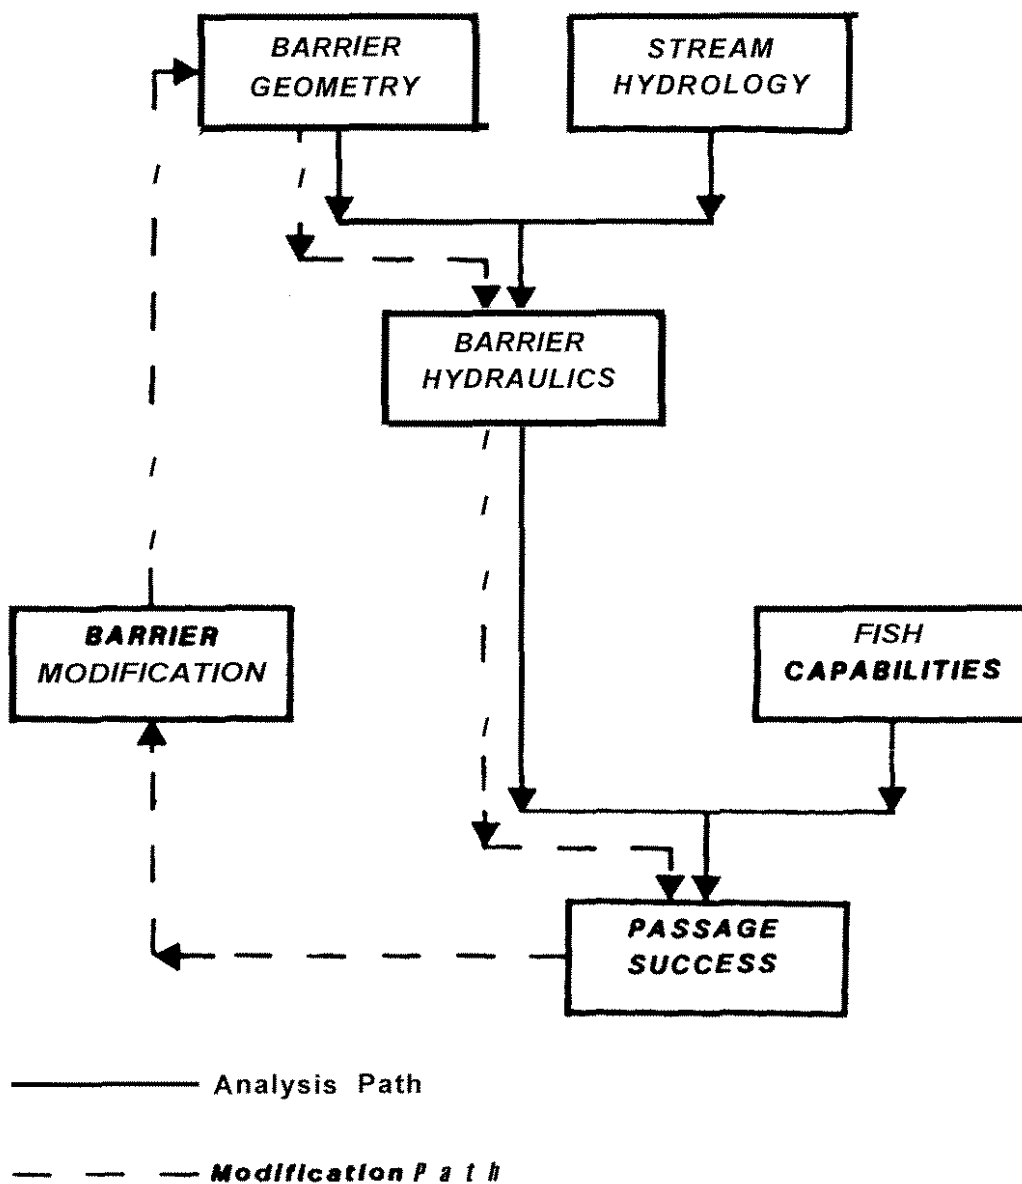 BARRIER
GEOMETRY
STREAM
HYDROLOGY
BARRIER
HYDRAULICS
BARRIER
MODIFICATION
FISH
CAPABILITIES
PASSAGE
SUCCESS
Analysis Path
Modification Path